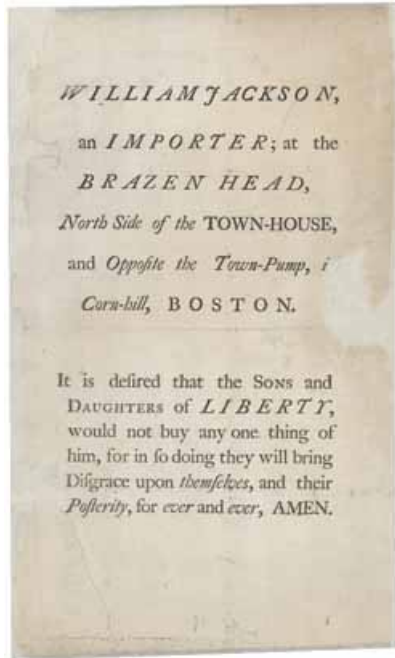 WILLIAM JACKSON,
an IMPORTER; at the
BRAZEN HEAD,
North Side of the TOWN-HOUSE,
and Oppoſite the Town-Pump, i
Corn-hill, BOSTON.
It is deſired that the SONS and
DAUGHTERS of LIBERTY,
would not buy any one thing of
him, for in ſo doing they will bring
Diſgrace upon themſelves, and their
Poſterity, for ever and ever, AMEN.